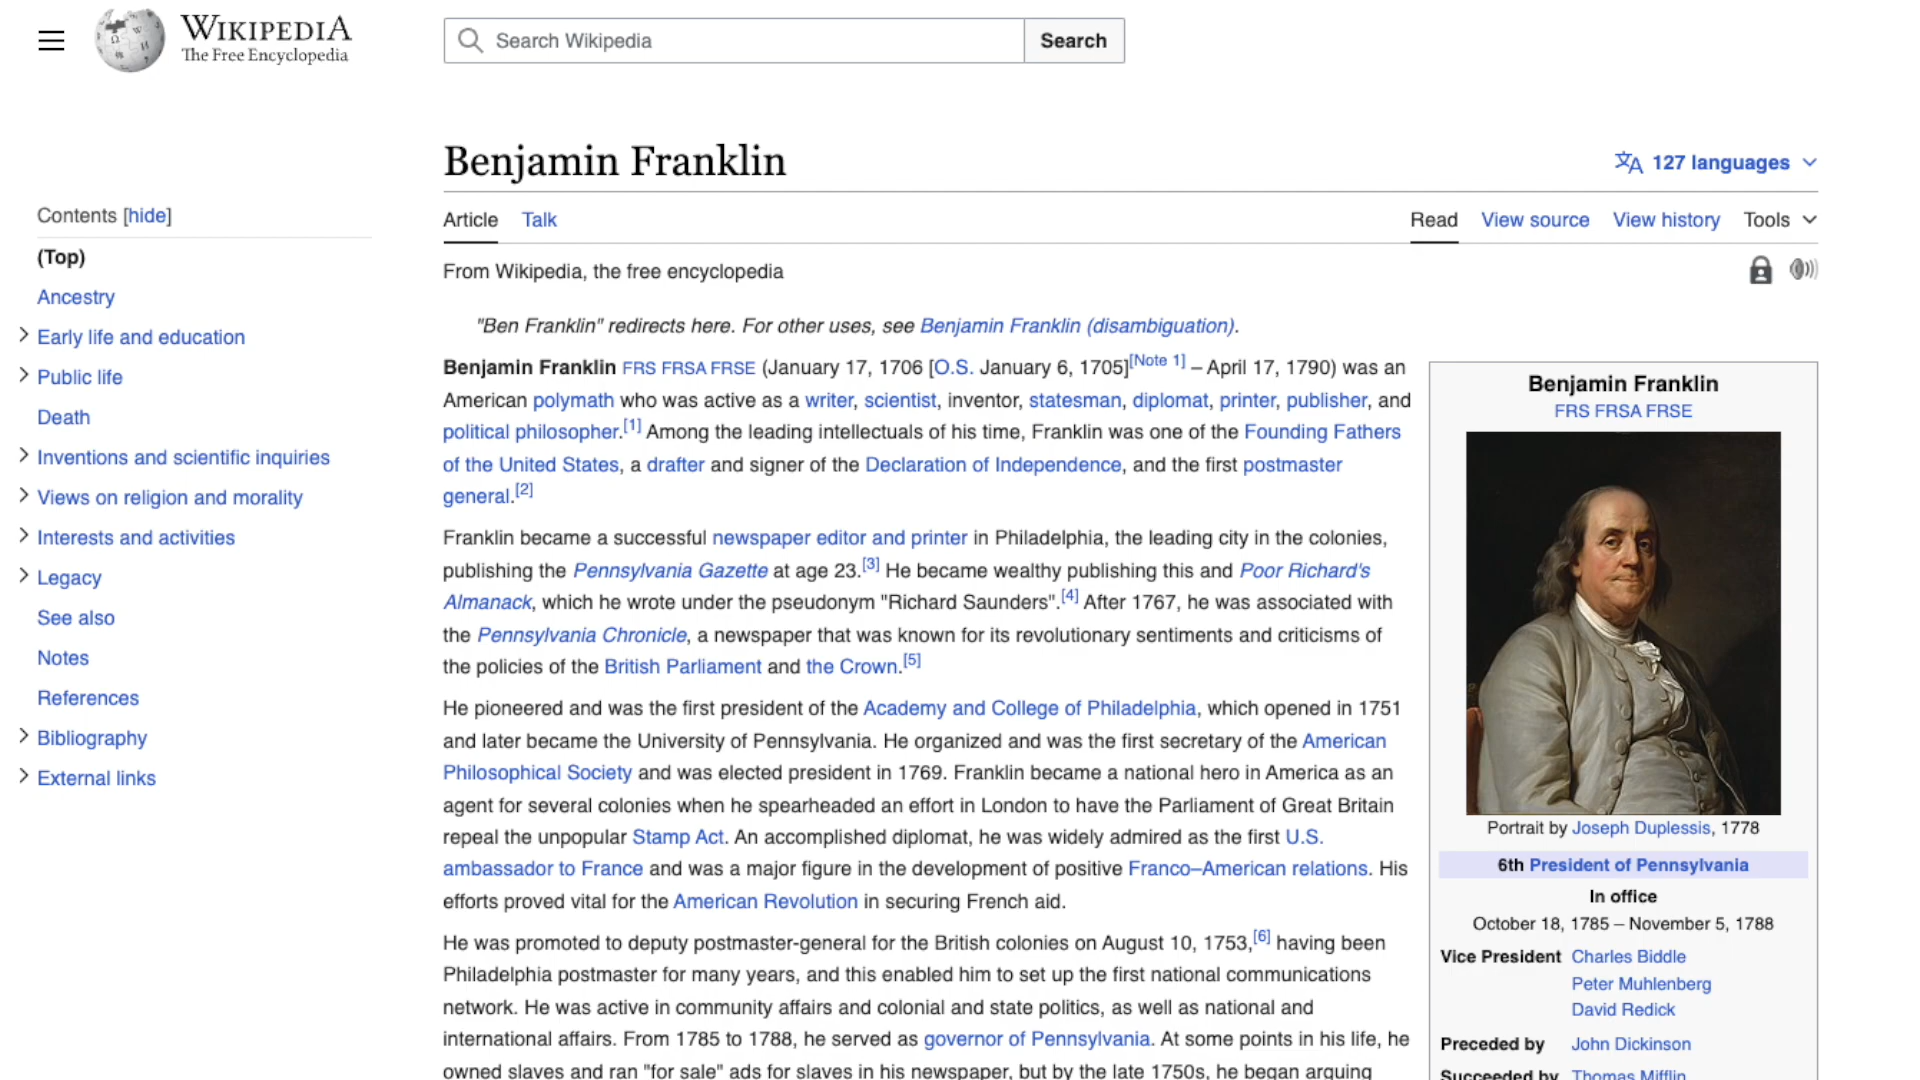 WIKIPEDIA
The Free Encyclopedia
Search Wikipedia
Search
Benjamin Franklin
127 languages
Contents [hide]
(Top)
Ancestry
Early life and education
Public life
Death
Inventions and scientific inquiries
Views on religion and morality
Interests and activities
Legacy
See also
Notes
References
Bibliography
External links
Article Talk
Read View source View history Tools
From Wikipedia, the free encyclopedia
"Ben Franklin" redirects here. For other uses, see Benjamin Franklin (disambiguation).
Benjamin Franklin FRS FRSA FRSE (January 17, 1706 [O.S. January 6, 1705][Note 1] – April 17, 1790) was an
American polymath who was active as a writer, scientist, inventor, statesman, diplomat, printer, publisher, and
political philosopher.[1] Among the leading intellectuals of his time, Franklin was one of the Founding Fathers
of the United States, a drafter and signer of the Declaration of Independence, and the first postmaster
general.[2]
Franklin became a successful newspaper editor and printer in Philadelphia, the leading city in the colonies,
publishing the Pennsylvania Gazette at age 23.[3] He became wealthy publishing this and Poor Richard's
Almanack, which he wrote under the pseudonym "Richard Saunders".[4] After 1767, he was associated with
the Pennsylvania Chronicle, a newspaper that was known for its revolutionary sentiments and criticisms of
the policies of the British Parliament and the Crown.[5]
He pioneered and was the first president of the Academy and College of Philadelphia, which opened in 1751
and later became the University of Pennsylvania. He organized and was the first secretary of the American
Philosophical Society and was elected president in 1769. Franklin became a national hero in America as an
agent for several colonies when he spearheaded an effort in London to have the Parliament of Great Britain
repeal the unpopular Stamp Act. An accomplished diplomat, he was widely admired as the first U.S.
ambassador to France and was a major figure in the development of positive Franco–American relations. His
efforts proved vital for the American Revolution in securing French aid.
He was promoted to deputy postmaster-general for the British colonies on August 10, 1753,[6] having been
Philadelphia postmaster for many years, and this enabled him to set up the first national communications
network. He was active in community affairs and colonial and state politics, as well as national and
international affairs. From 1785 to 1788, he served as governor of Pennsylvania. At some points in his life, he
owned slaves and ran "for sale" ads for slaves in his newspaper, but by the late 1750s, he began arguing
Benjamin Franklin
FRS FRSA FRSE
Portrait by Joseph Duplessis, 1778
6th President of Pennsylvania
In office
October 18, 1785 – November 5, 1788
Vice President Charles Biddle
Peter Muhlenberg
David Redick
Preceded by John Dickinson
Succeeded by Thomas Mifflin